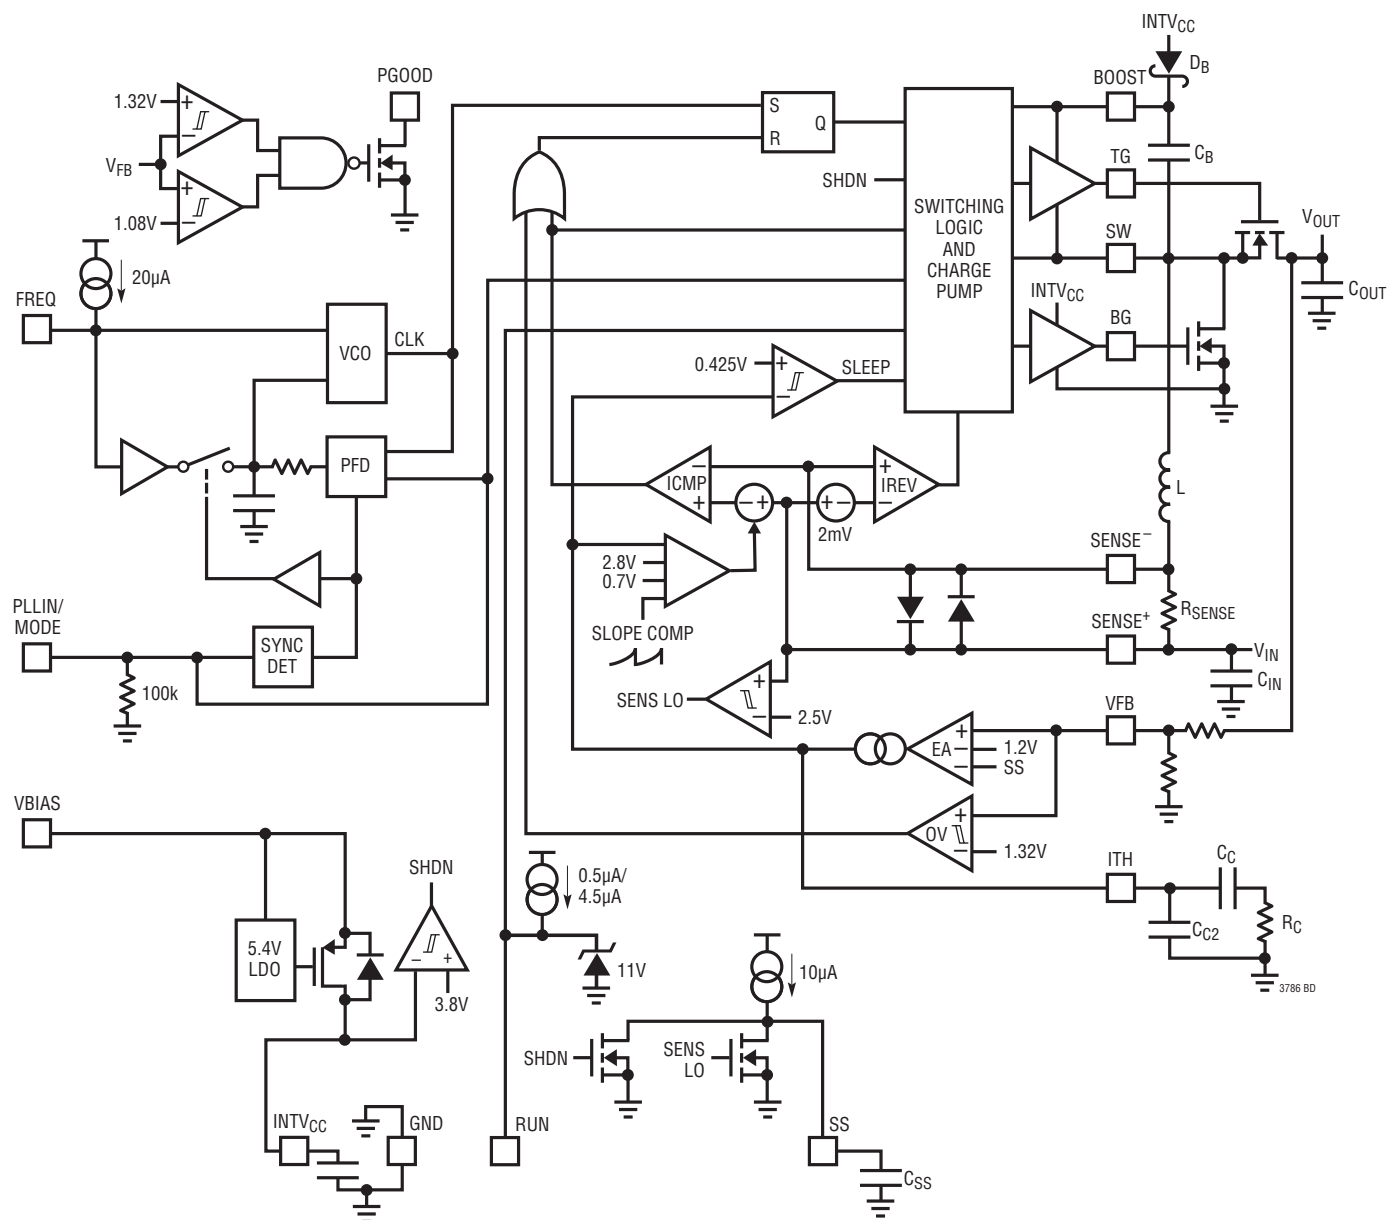 INTVCC
DB
BOOST
PGOOD
1.32V
+
−
VFB
+
1.08V
−
S
R
Q
CB
TG
SHDN
SWITCHING
LOGIC
AND
CHARGE
PUMP
SW
VOUT
20µA
FREQ
INTVCC
COUT
BG
VCO
CLK
0.425V
+
−
SLEEP
PFD
−
ICMP
+
− +
+ −
2mV
+
IREV
−
L
2.8V
0.7V
SENSE−
SLOPE COMP
RSENSE
SENSE+
PLLIN/
MODE
SYNC
DET
100k
VIN
CIN
SENS LO
+
−
2.5V
VFB
+
EA −
−
1.2V
SS
VBIAS
+
OV
−
1.32V
SHDN
0.5µA/
4.5µA
ITH
CC
CC2
RC
5.4V
LDO
−
+
3.8V
11V
10µA
3786 BD
SHDN
SENS
LO
INTVCC
GND
RUN
SS
CSS